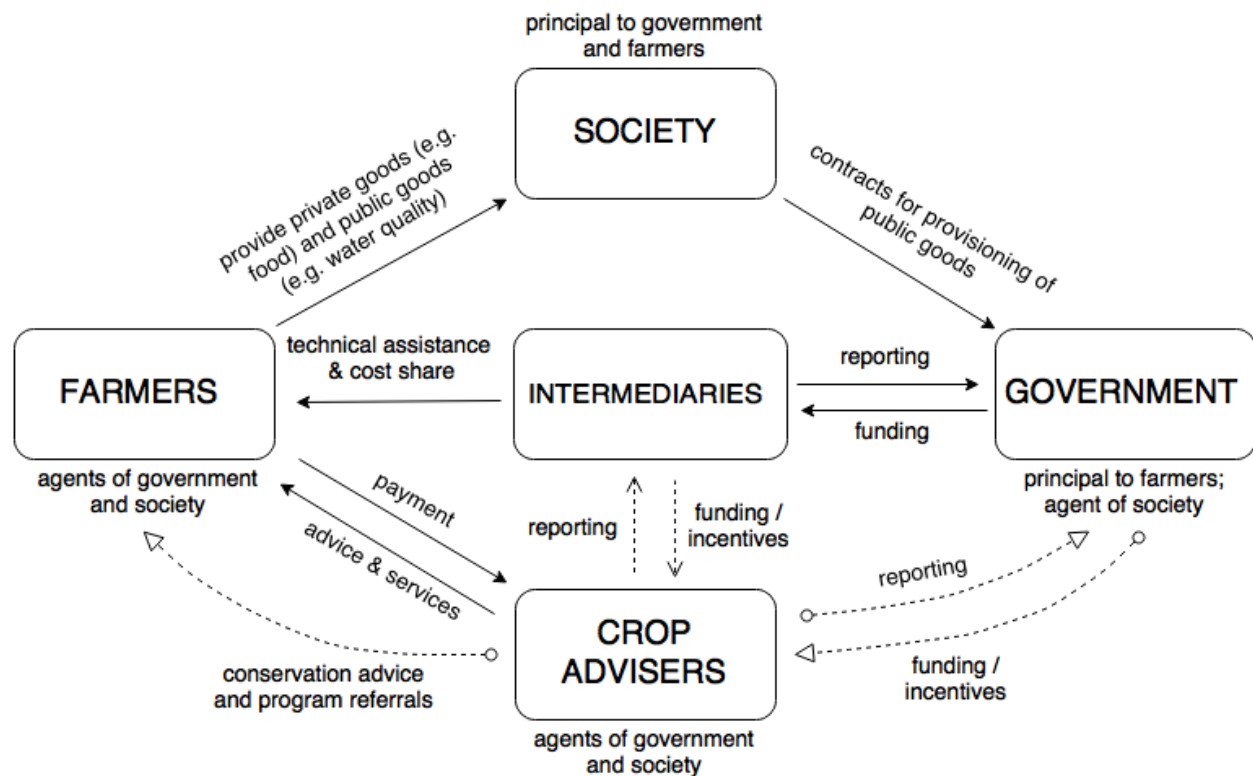 principal to government
and farmers
SOCIETY
provide private goods (e.g.
food) and public goods
(e.g. water quality)
contracts for provisioning of
public goods
technical assistance
& cost share
reporting
FARMERS
INTERMEDIARIES
GOVERNMENT
funding
agents of government
and society
principal to farmers;
agent of society
payment
advice & services
reporting
funding /
incentives
reporting
CROP
ADVISERS
conservation advice
and program referrals
funding /
incentives
agents of government
and society